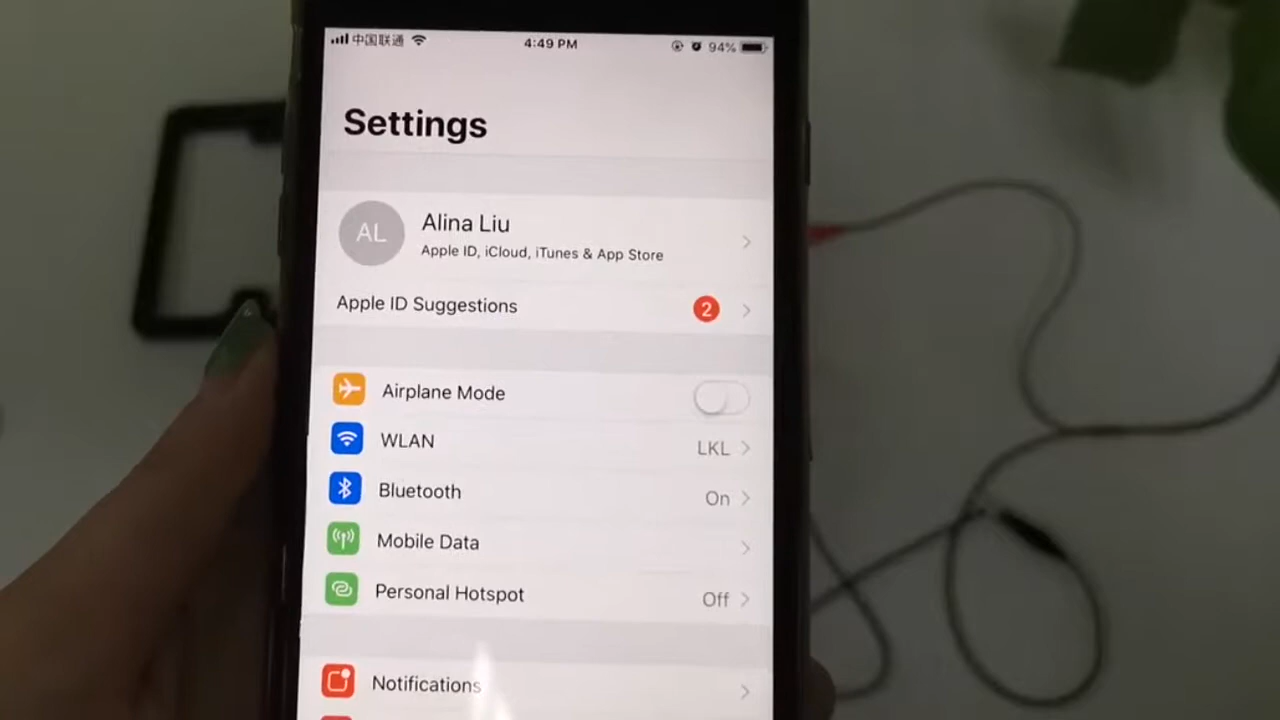 中国联通 4:49 PM 94%
Settings
AL
Alina Liu
Apple ID, iCloud, iTunes & App Store
Apple ID Suggestions 2
Airplane Mode
WLAN LKL
Bluetooth On
Mobile Data
Personal Hotspot Off
Notifications